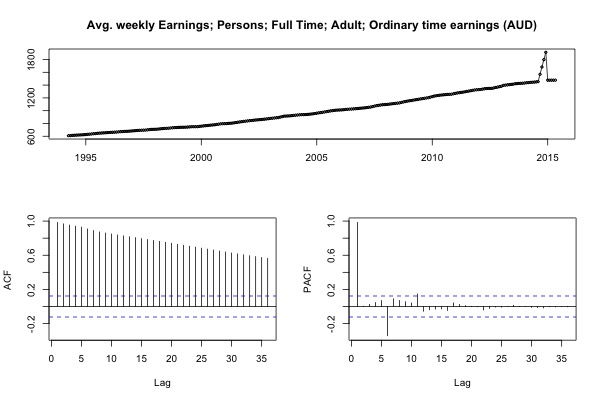 Avg. weekly Earnings; Persons; Full Time; Adult; Ordinary time earnings (AUD)
1800
1200
600
1995 2000 2005 2010 2015
ACF
1.0
0.6
0.2
-0.2
0 5 10 15 20 25 30 35
Lag
PACF
1.0
0.6
0.2
-0.2
0 5 10 15 20 25 30 35
Lag